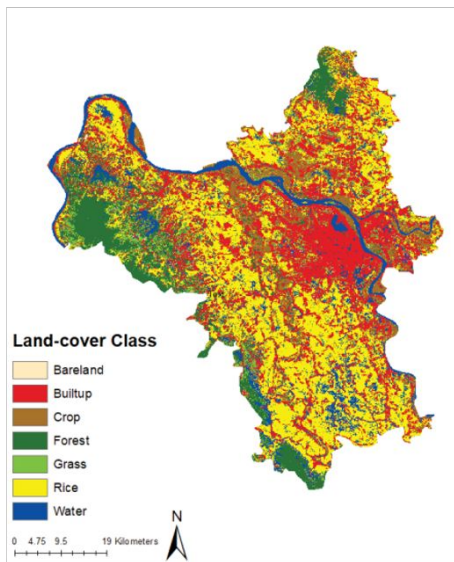 Land-cover Class
Bareland
Builtup
Crop
Forest
Grass
Rice
Water
N
0 4.75 9.5 19 Kilometers